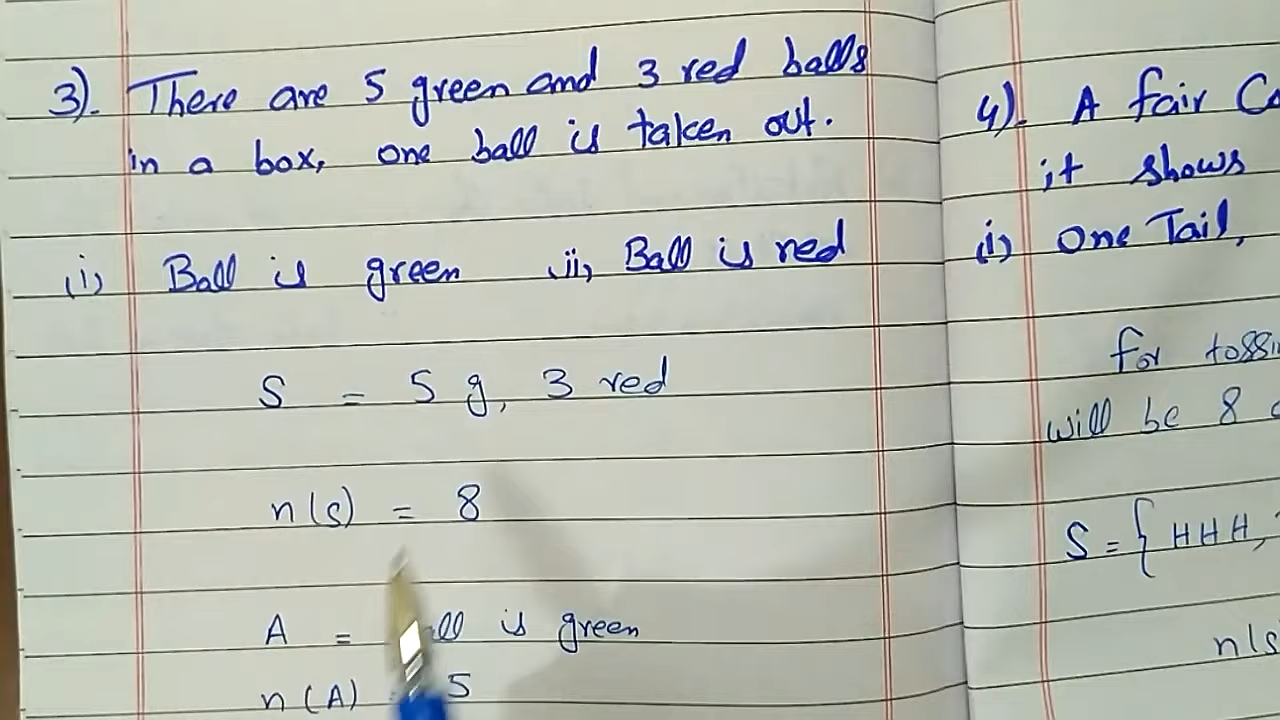 3). There are 5 green and 3 red balls
in a box, one ball is taken out.
(i) Ball is green (ii) Ball is red
S = 5 g, 3 red
n(s) = 8
A = ll is green
n(A) 5
4). A fair Co
it shows
(i) One Tail,
for tossin
will be 8 o
S = { HHH,
n(s